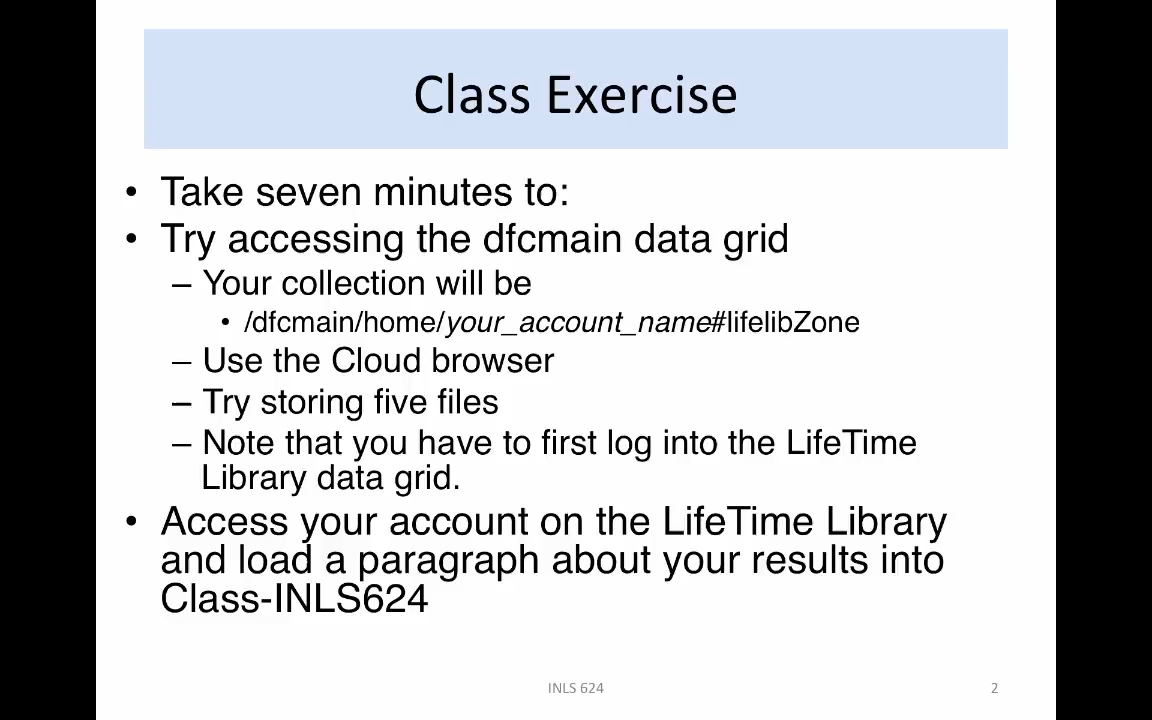 Class Exercise
• Take seven minutes to:
• Try accessing the dfcmain data grid
– Your collection will be
• /dfcmain/home/your_account_name#lifelibZone
– Use the Cloud browser
– Try storing five files
– Note that you have to first log into the LifeTime
Library data grid.
• Access your account on the LifeTime Library
and load a paragraph about your results into
Class-INLS624
INLS 624
2